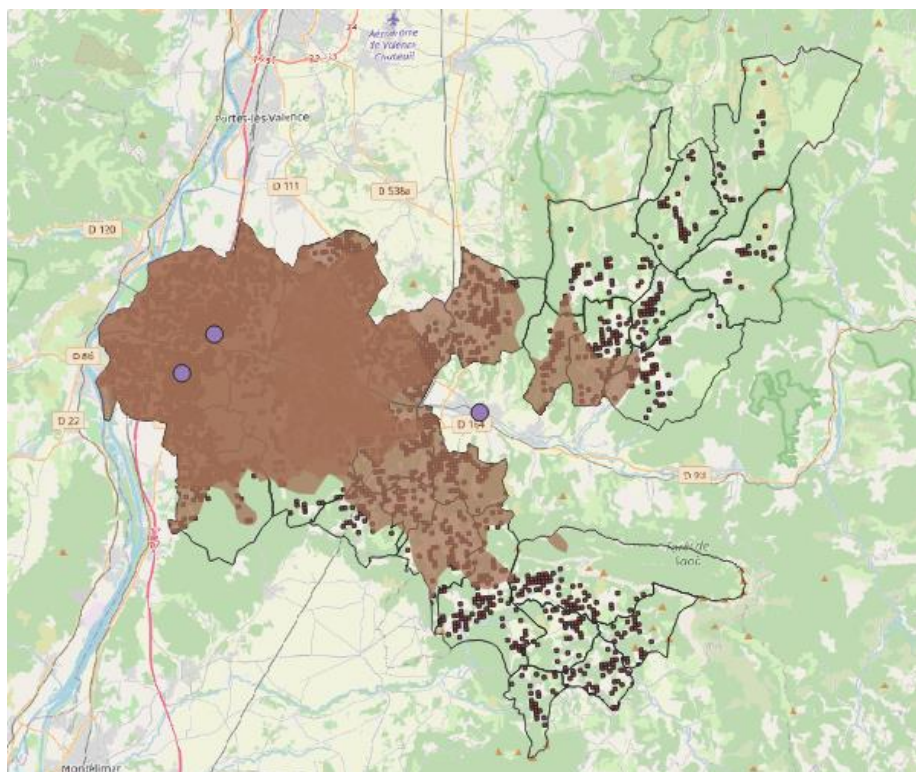 Aérodrome
de Valence
Chabeuil
Portes-lès-Valence
D 111
D 538a
D 120
D 86
D 22
D 164
D 93
Forêt de
Saoû
Montélimar